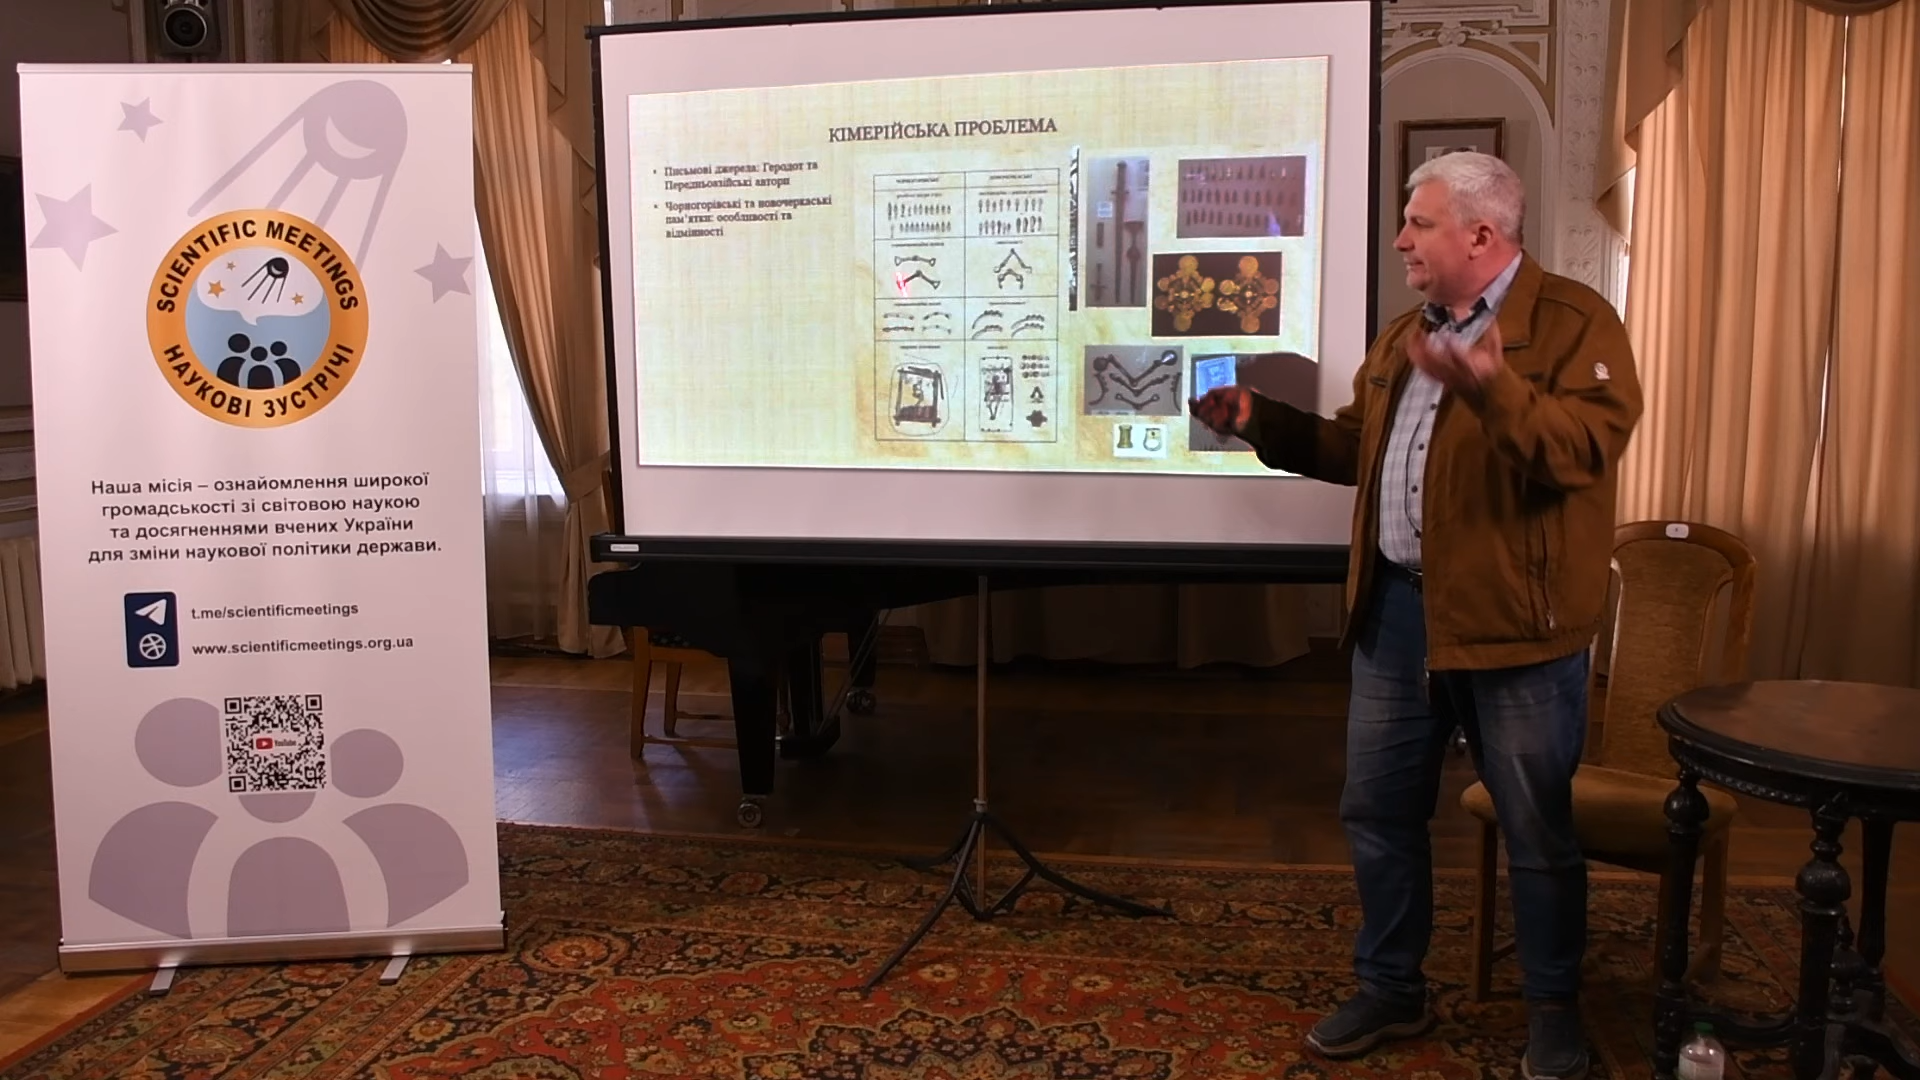 SCIENTIFIC MEETINGS
НАУКОВІ ЗУСТРІЧІ
Наша місія – ознайомлення широкої
громадськості зі світовою наукою
та досягненнями вчених України
для зміни наукової політики держави.
t.me/scientificmeetings
www.scientificmeetings.org.ua
YouTube
КІМЕРІЙСЬКА ПРОБЛЕМА
• Письмові джерела: Геродот та
Передньоазійські автори
• Чорногорівські та новочеркаські
пам'ятки: особливості та
відмінності